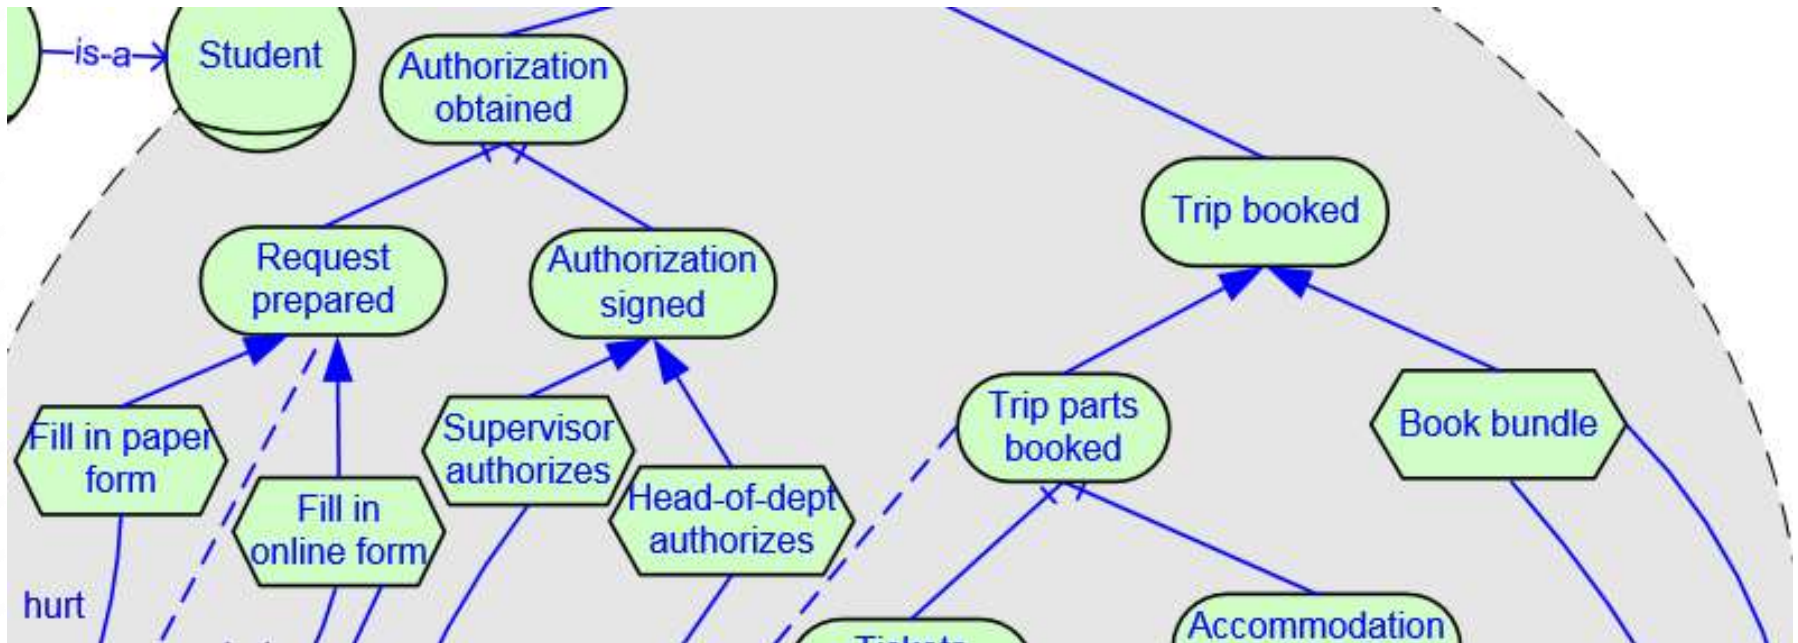 is-a
Student
Authorization
obtained
Trip booked
Request
prepared
Authorization
signed
Fill in paper
form
Fill in
online form
Supervisor
authorizes
Head-of-dept
authorizes
Trip parts
booked
Book bundle
hurt
Tickets
Accommodation